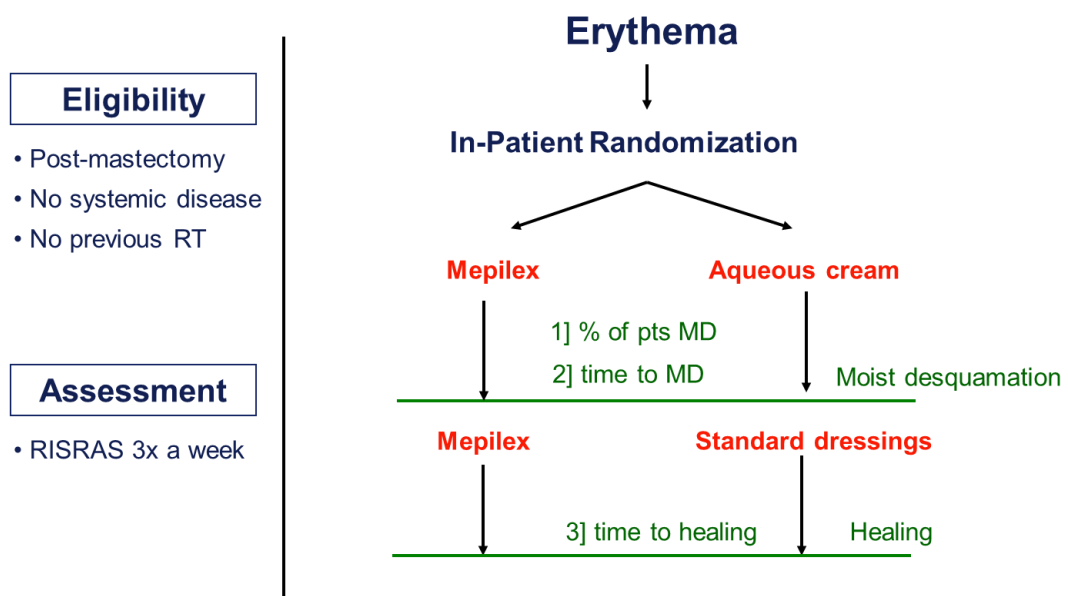 Erythema
Eligibility
• Post-mastectomy
• No systemic disease
• No previous RT
In-Patient Randomization
Mepilex
Aqueous cream
1] % of pts MD
2] time to MD
Moist desquamation
Assessment
• RISRAS 3x a week
Mepilex
Standard dressings
3] time to healing
Healing